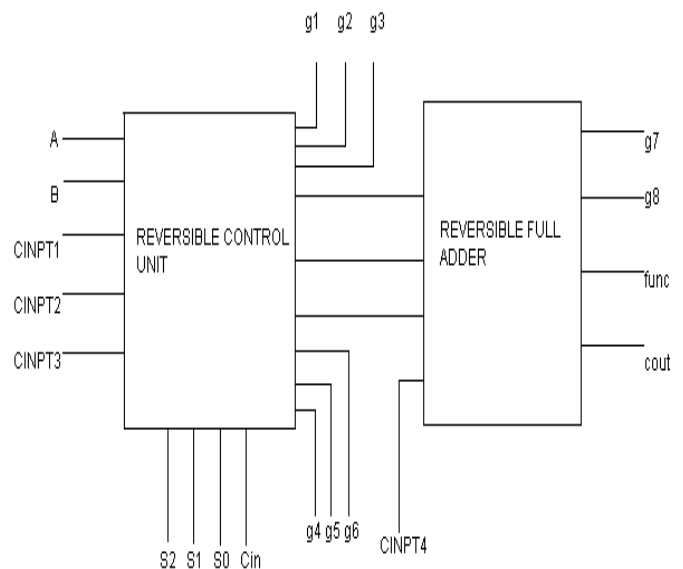 g1 g2 g3
A
B
CINPT1
CINPT2
CINPT3
REVERSIBLE CONTROL
UNIT
REVERSIBLE FULL
ADDER
g7
g8
func
cout
g4 g5 g6
CINPT4
S2 S1 S0 Cin